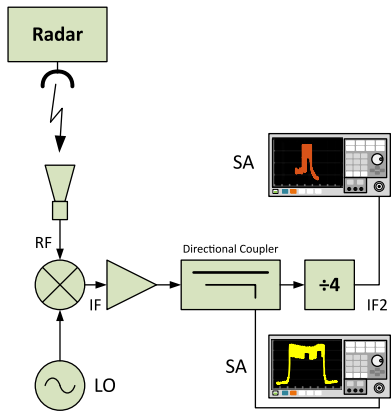 Radar
SA
RF
Directional Coupler
IF
÷4
IF2
SA
LO